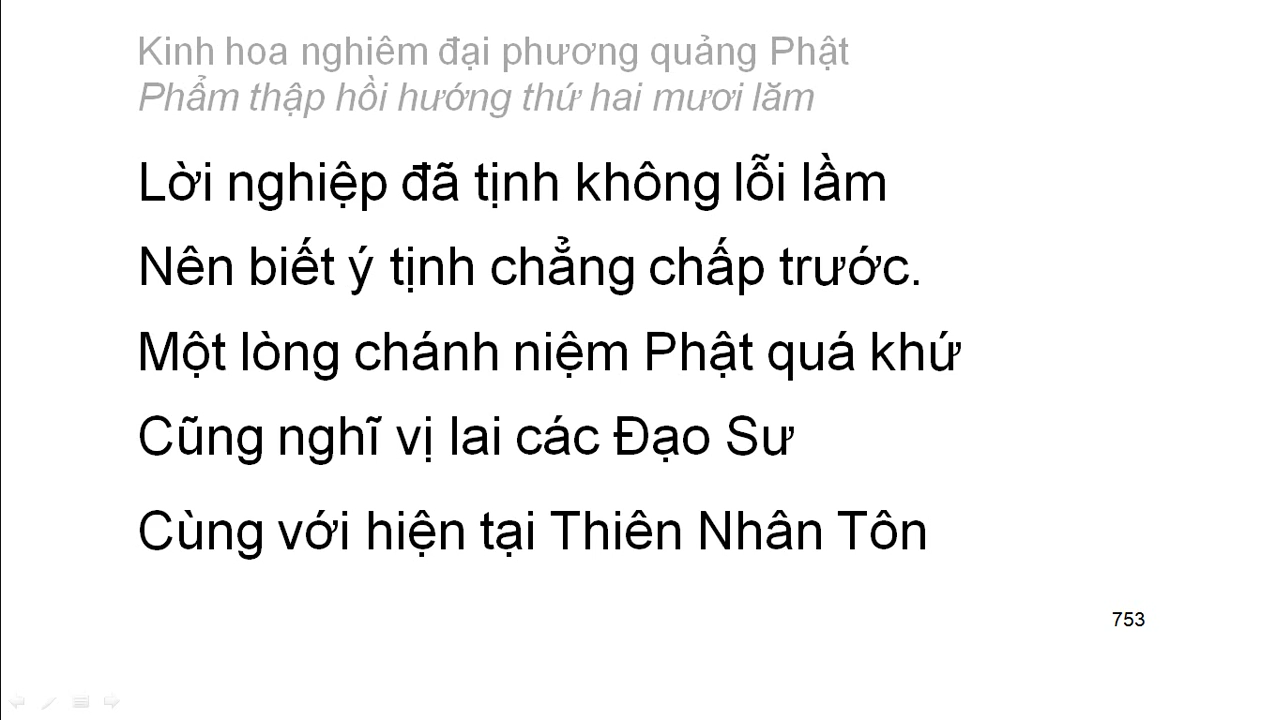 Kinh hoa nghiêm đại phương quảng Phật
Phẩm thập hồi hướng thứ hai mươi lăm
Lời nghiệp đã tịnh không lỗi lầm
Nên biết ý tịnh chẳng chấp trước.
Một lòng chánh niệm Phật quá khứ
Cũng nghĩ vị lai các Đạo Sư
Cùng với hiện tại Thiên Nhân Tôn
753